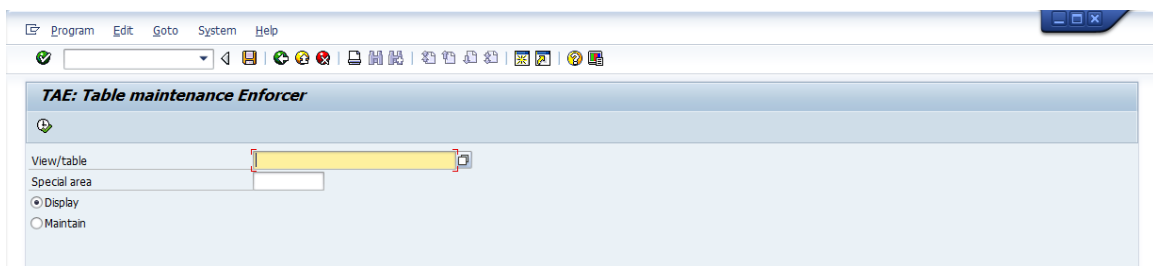 Program Edit Goto System Help
TAE: Table maintenance Enforcer
View/table
Special area
Display
Maintain